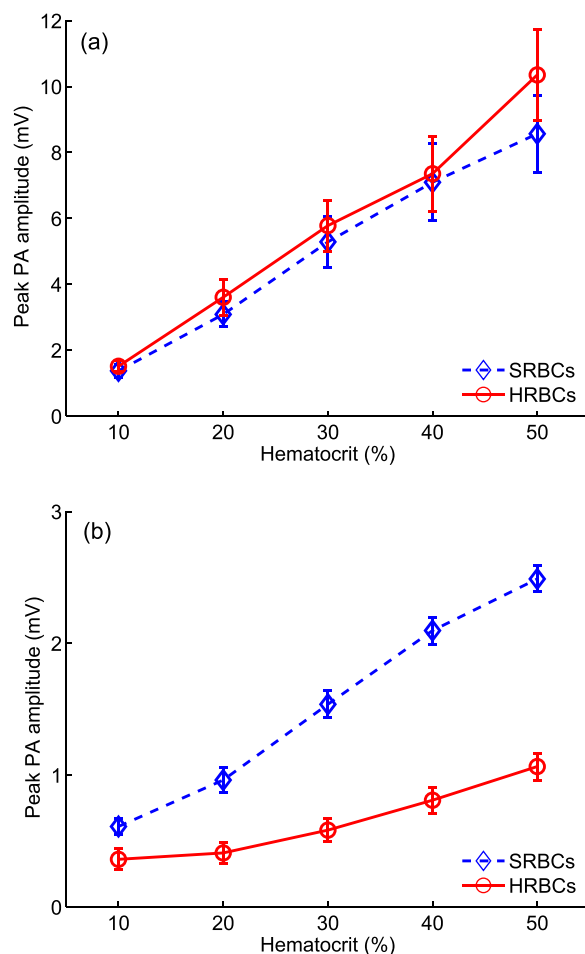 (a)
Peak PA amplitude (mV)
12
10
8
6
4
2
0
10 20 30 40 50
Hematocrit (%)
SRBCs
HRBCs
(b)
Peak PA amplitude (mV)
3
2
1
0
10 20 30 40 50
Hematocrit (%)
SRBCs
HRBCs